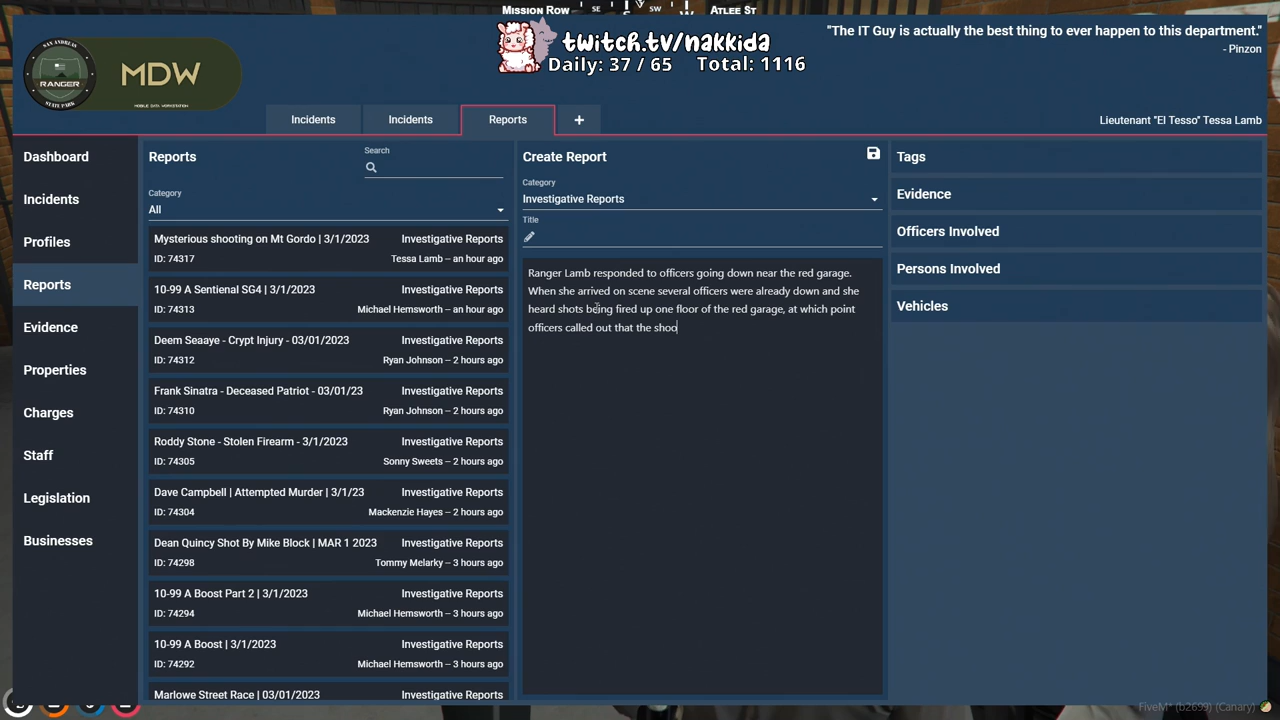 MISSION ROW
SE
SW
W
ATLEE ST
twitch.tv/nakkida
Daily: 37 / 65 Total: 1116
"The IT Guy is actually the best thing to ever happen to this department."
- Pinzon
SAN ANDREAS
RANGER
STATE PARK
MDW
MOBILE DATA WORKSTATION
Incidents
Incidents
Reports
+
Lieutenant "El Tesso" Tessa Lamb
Dashboard
Incidents
Profiles
Reports
Evidence
Properties
Charges
Staff
Legislation
Businesses
Reports
Search
Category
All
Mysterious shooting on Mt Gordo | 3/1/2023 Investigative Reports
ID: 74317 Tessa Lamb – an hour ago
10-99 A Sentienal SG4 | 3/1/2023 Investigative Reports
ID: 74313 Michael Hemsworth – an hour ago
Deem Seaaye - Crypt Injury - 03/01/2023 Investigative Reports
ID: 74312 Ryan Johnson – 2 hours ago
Frank Sinatra - Deceased Patriot - 03/01/23 Investigative Reports
ID: 74310 Ryan Johnson – 2 hours ago
Roddy Stone - Stolen Firearm - 3/1/2023 Investigative Reports
ID: 74305 Sonny Sweets – 2 hours ago
Dave Campbell | Attempted Murder | 3/1/23 Investigative Reports
ID: 74304 Mackenzie Hayes – 2 hours ago
Dean Quincy Shot By Mike Block | MAR 1 2023 Investigative Reports
ID: 74298 Tommy Melarky – 3 hours ago
10-99 A Boost Part 2 | 3/1/2023 Investigative Reports
ID: 74294 Michael Hemsworth – 3 hours ago
10-99 A Boost | 3/1/2023 Investigative Reports
ID: 74292 Michael Hemsworth – 3 hours ago
Marlowe Street Race | 03/01/2023 Investigative Reports
Create Report
Category
Investigative Reports
Title
Ranger Lamb responded to officers going down near the red garage.
When she arrived on scene several officers were already down and she
heard shots being fired up one floor of the red garage, at which point
officers called out that the shoo
Tags
Evidence
Officers Involved
Persons Involved
Vehicles
FiveM* (b2699) (Canary)